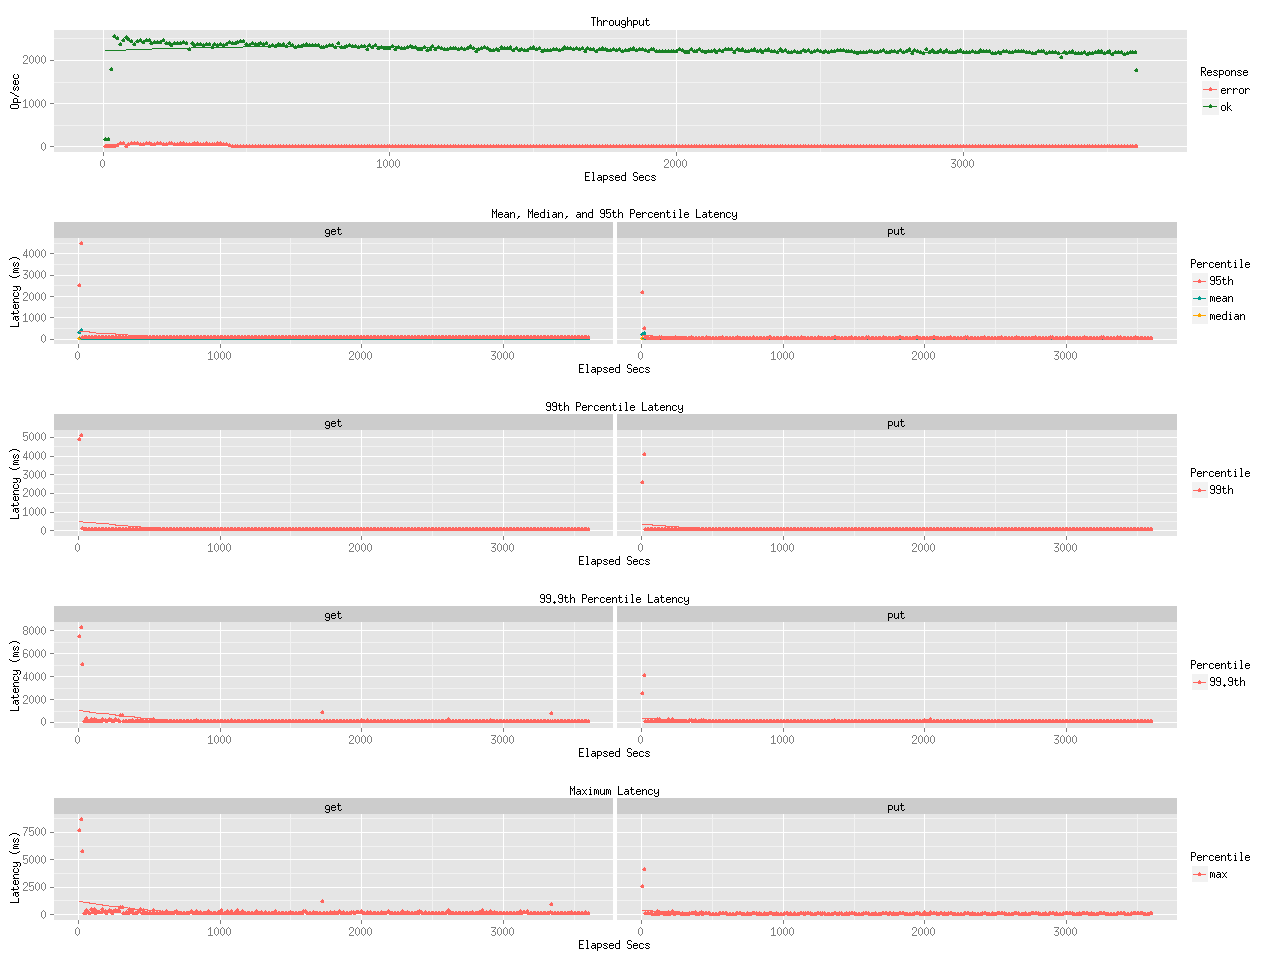 Throughput
2000
1000
0
Op/sec
0 1000 2000 3000
Elapsed Secs
Response
error
ok
Mean, Median, and 95th Percentile Latency
get put
4000
3000
2000
1000
0
Latency (ms)
0 1000 2000 3000 0 1000 2000 3000
Elapsed Secs
Percentile
95th
mean
median
99th Percentile Latency
get put
5000
4000
3000
2000
1000
0
Latency (ms)
0 1000 2000 3000 0 1000 2000 3000
Elapsed Secs
Percentile
99th
99.9th Percentile Latency
get put
8000
6000
4000
2000
0
Latency (ms)
0 1000 2000 3000 0 1000 2000 3000
Elapsed Secs
Percentile
99.9th
Maximum Latency
get put
7500
5000
2500
0
Latency (ms)
0 1000 2000 3000 0 1000 2000 3000
Elapsed Secs
Percentile
max